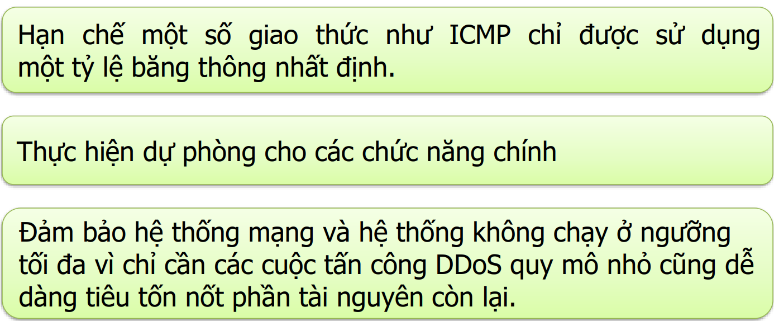 Hạn chế một số giao thức như ICMP chỉ được sử dụng
một tỷ lệ băng thông nhất định.
Thực hiện dự phòng cho các chức năng chính
Đảm bảo hệ thống mạng và hệ thống không chạy ở ngưỡng
tối đa vì chỉ cần các cuộc tấn công DDoS quy mô nhỏ cũng dễ
dàng tiêu tốn nốt phần tài nguyên còn lại.